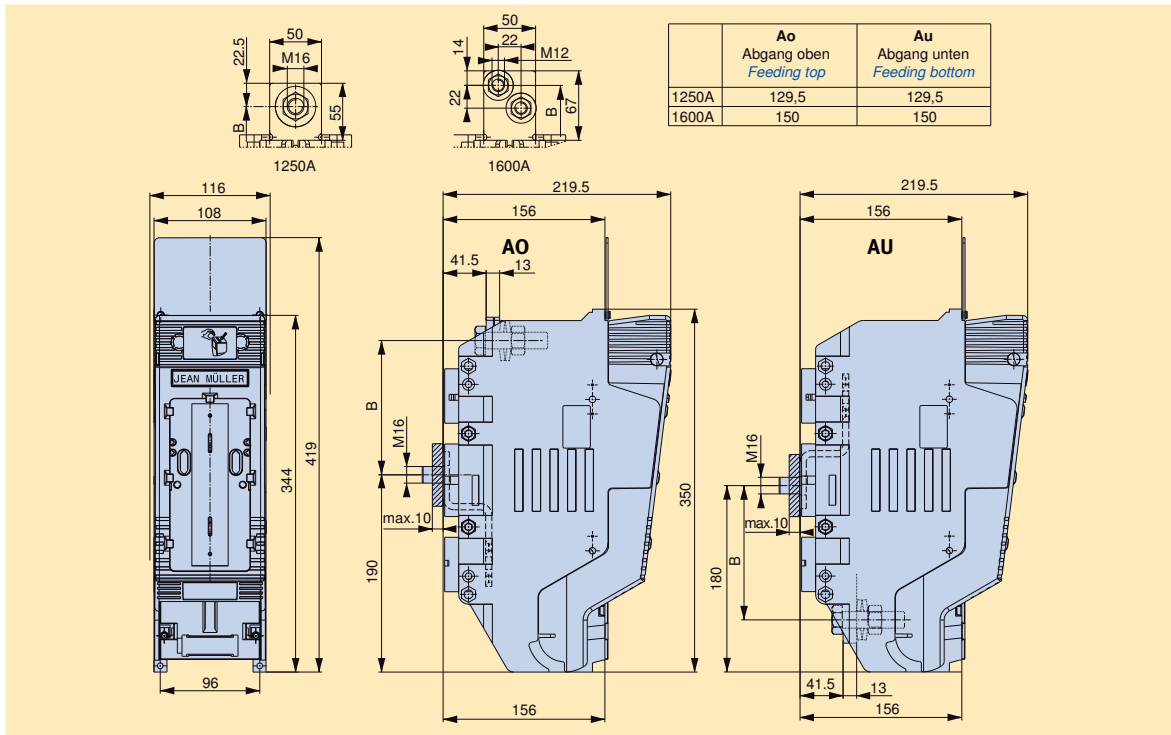 50
22.5
M16
B
55
1250A
50
22
14
M12
22
B
67
1600A
Ao Au
Abgang oben Abgang unten
Feeding top Feeding bottom
1250A 129,5 129,5
1600A 150 150
116
108
JEAN MÜLLER
344
419
96
219.5
156
AO
41.5 13
B
M16
max.10
190
350
156
219.5
156
AU
M16
max.10
180
B
41.5 13
156